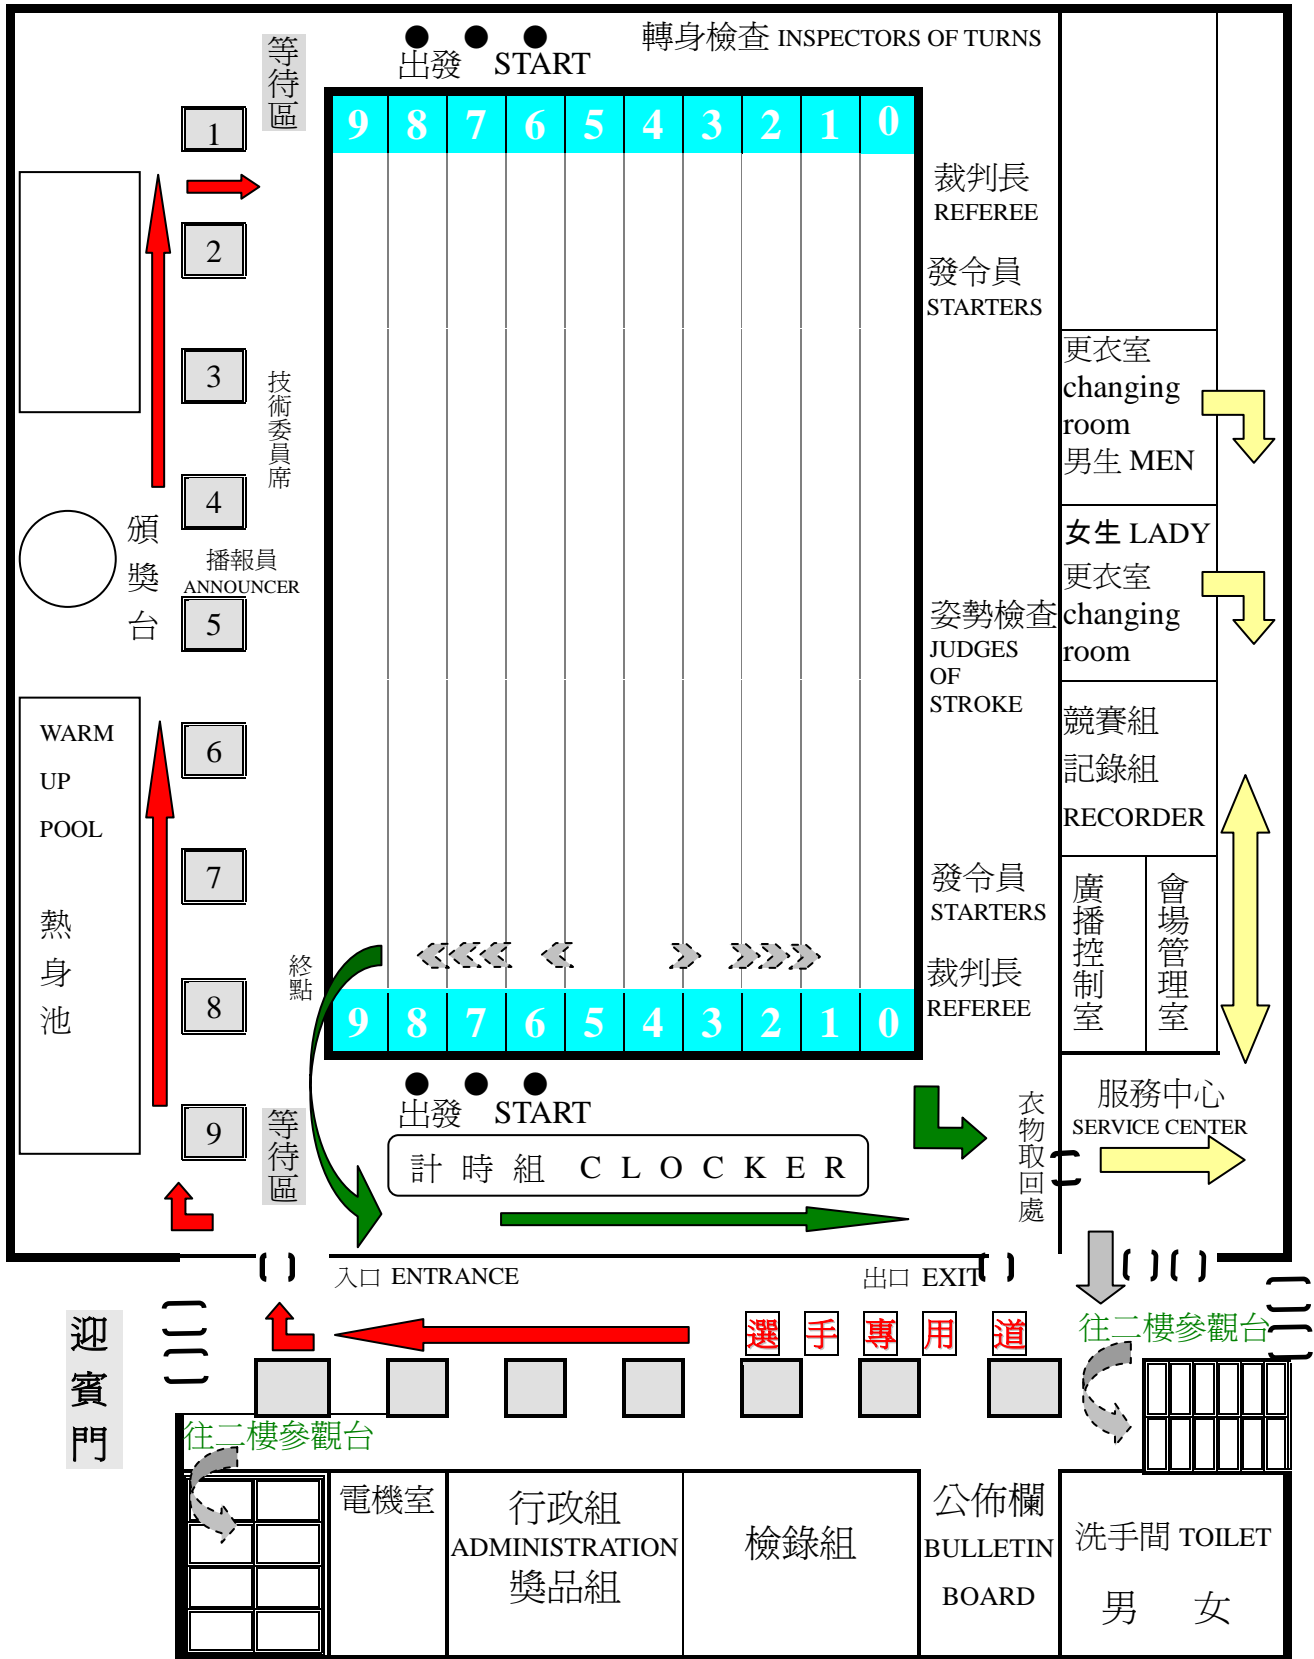 等待區
出發 START
轉身檢查 INSPECTORS OF TURNS
9 8 7 6 5 4 3 2 1 0
1
2
3
4
5
6
7
8
9
裁判長
REFEREE
發令員
STARTERS
技術委員席
更衣室
changing
room
男生 MEN
頒獎台
播報員
ANNOUNCER
女生 LADY
更衣室
changing
room
姿勢檢查
JUDGES
OF
STROKE
WARM
UP
POOL
熱身池
競賽組
記錄組
RECORDER
發令員
STARTERS
廣播控制室
會場管理室
終點
裁判長
REFEREE
9 8 7 6 5 4 3 2 1 0
出發 START
等待區
計時組 CLOCKER
衣物取回處
服務中心
SERVICE CENTER
入口 ENTRANCE
出口 EXIT
迎賓門
選手專用道
往二樓參觀台
往二樓參觀台
電機室
行政組
ADMINISTRATION
獎品組
檢錄組
公佈欄
BULLETIN
BOARD
洗手間 TOILET
男 女